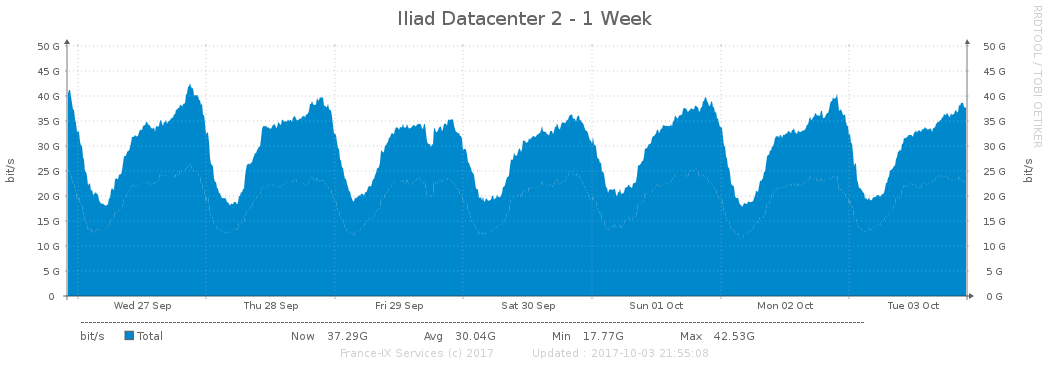 Iliad Datacenter 2 - 1 Week
RRDTOOL / TOBI OETIKER
bit/s
50 G 50 G
45 G 45 G
40 G 40 G
35 G 35 G
30 G 30 G
25 G 25 G
20 G 20 G
15 G 15 G
10 G 10 G
5 G 5 G
0 0 G
bit/s
Wed 27 Sep Thu 28 Sep Fri 29 Sep Sat 30 Sep Sun 01 Oct Mon 02 Oct Tue 03 Oct
bit/s Total Now 37.29G Avg 30.04G Min 17.77G Max 42.53G
France-IX Services (c) 2017 Updated : 2017-10-03 21:55:08